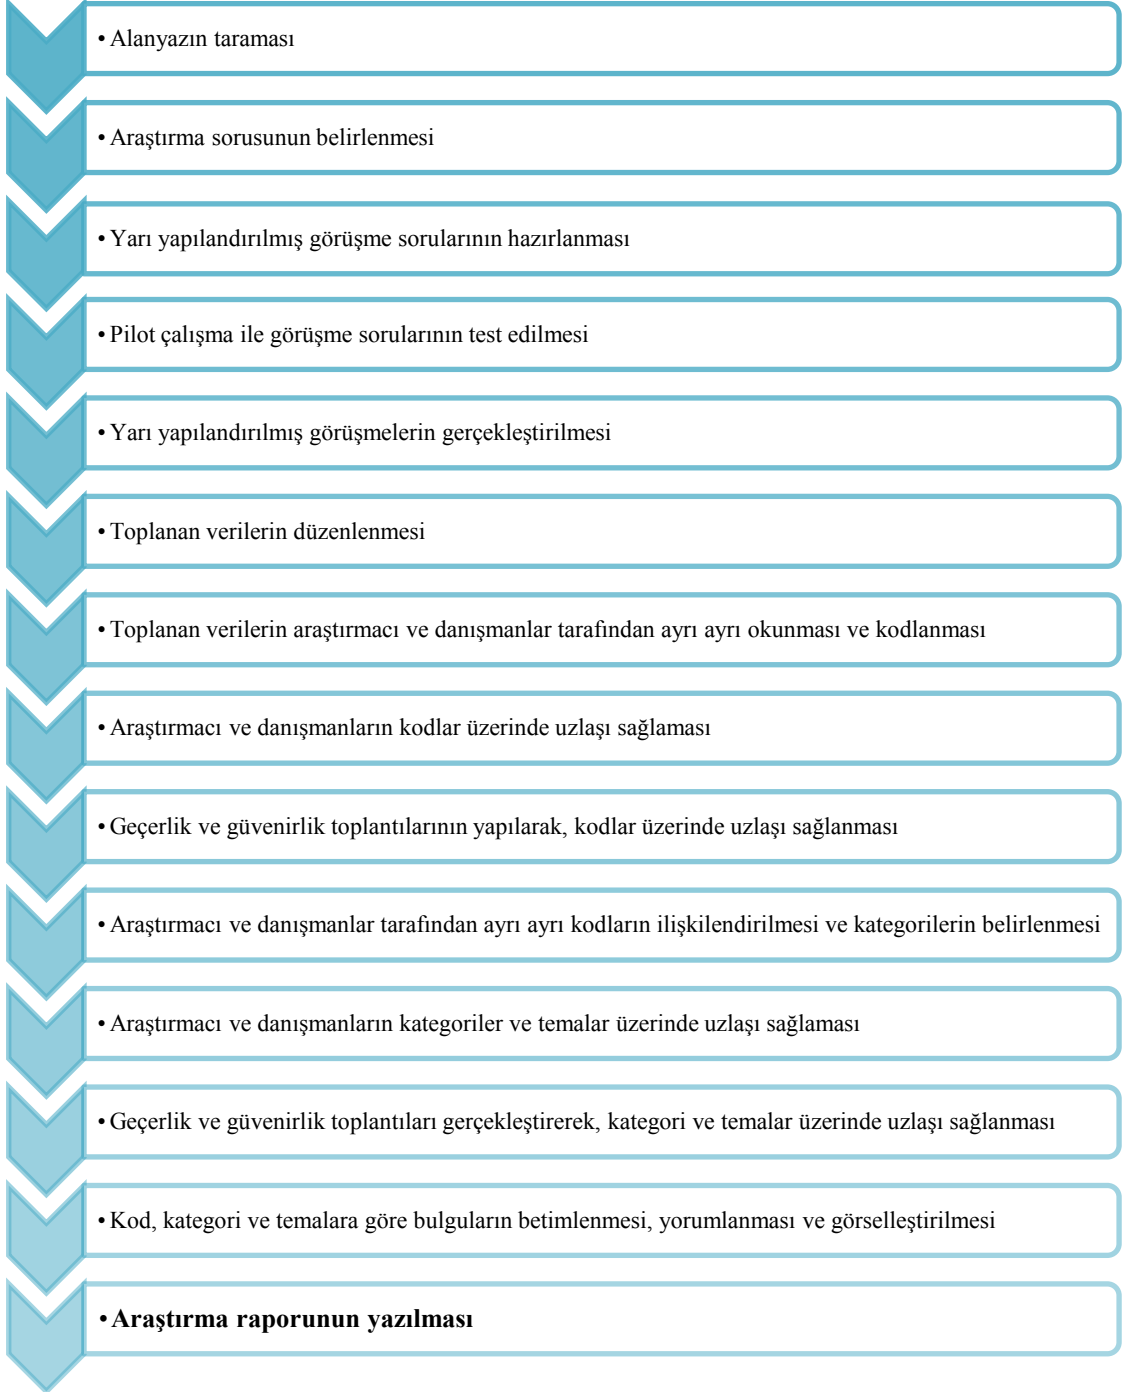 • Alanyazın taraması
• Araştırma sorusunun belirlenmesi
• Yarı yapılandırılmış görüşme sorularının hazırlanması
• Pilot çalışma ile görüşme sorularının test edilmesi
• Yarı yapılandırılmış görüşmelerin gerçekleştirilmesi
• Toplanan verilerin düzenlenmesi
• Toplanan verilerin araştırmacı ve danışmanlar tarafından ayrı ayrı okunması ve kodlanması
• Araştırmacı ve danışmanların kodlar üzerinde uzlaşı sağlaması
• Geçerlik ve güvenirlik toplantılarının yapılarak, kodlar üzerinde uzlaşı sağlanması
• Araştırmacı ve danışmanlar tarafından ayrı ayrı kodların ilişkilendirilmesi ve kategorilerin belirlenmesi
• Araştırmacı ve danışmanların kategoriler ve temalar üzerinde uzlaşı sağlaması
• Geçerlik ve güvenirlik toplantıları gerçekleştirerek, kategori ve temalar üzerinde uzlaşı sağlanması
• Kod, kategori ve temalara göre bulguların betimlenmesi, yorumlanması ve görselleştirilmesi
• Araştırma raporunun yazılması